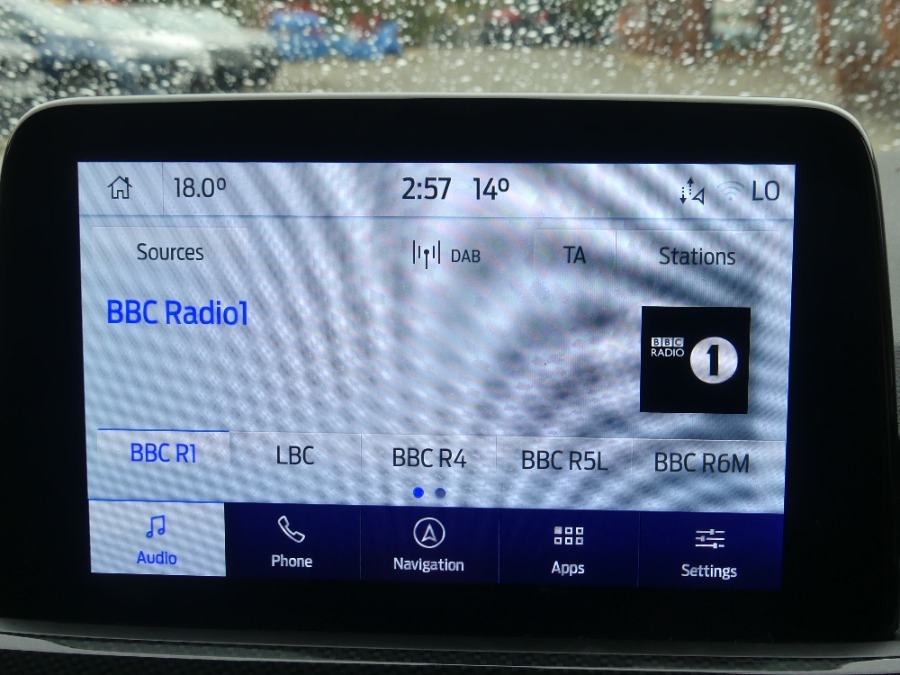 18.0° 2:57 14° LO
Sources DAB TA Stations
BBC Radio1
BBC
RADIO 1
BBC R1 LBC BBC R4 BBC R5L BBC R6M
Audio Phone Navigation Apps Settings